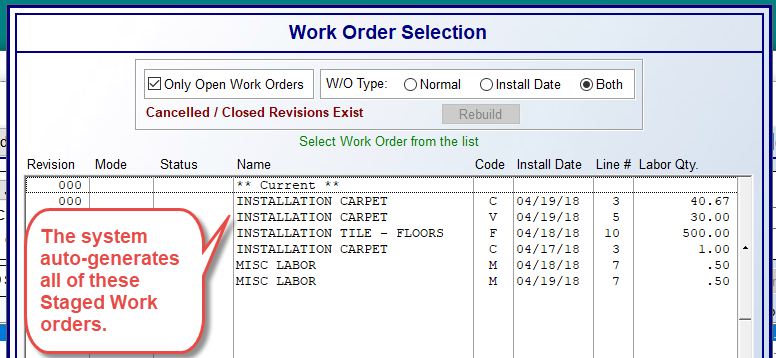 Work Order Selection
Only Open Work Orders W/O Type: Normal Install Date Both
Cancelled / Closed Revisions Exist Rebuild
Select Work Order from the list
Revision Mode Status Name Code Install Date Line # Labor Qty.
000 ** Current **
000 INSTALLATION CARPET C 04/19/18 3 40.67
INSTALLATION CARPET V 04/19/18 5 30.00
INSTALLATION TILE - FLOORS F 04/18/18 10 500.00
INSTALLATION CARPET C 04/17/18 3 1.00
MISC LABOR M 04/18/18 7 .50
MISC LABOR M 04/19/18 7 .50
The system
auto-generates
all of these
Staged Work
orders.